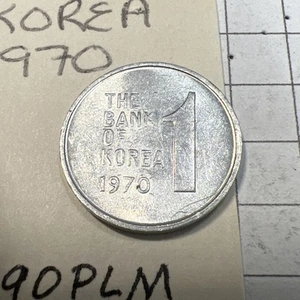 KOREA
1970
THE
BANK
OF
KOREA
1970
1
90PLM